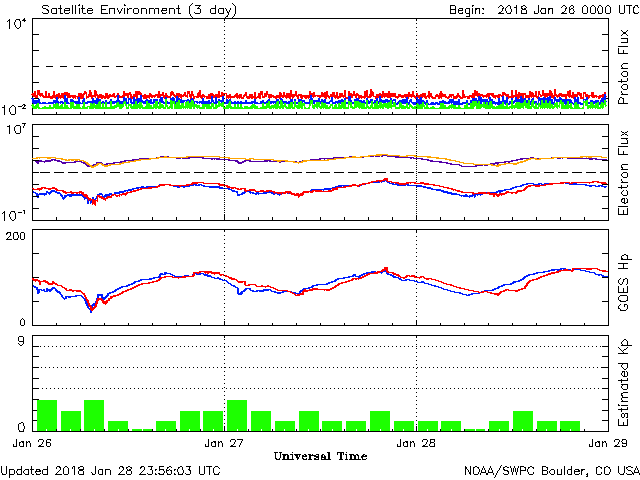 Satellite Environment (3 day) Begin: 2018 Jan 26 0000 UTC
10^4
10^-2
Proton Flux
10^7
10^-1
Electron Flux
200
0
GOES Hp
9
0
Estimated Kp
Jan 26 Jan 27 Jan 28 Jan 29
Universal Time
Updated 2018 Jan 28 23:56:03 UTC NOAA/SWPC Boulder, CO USA